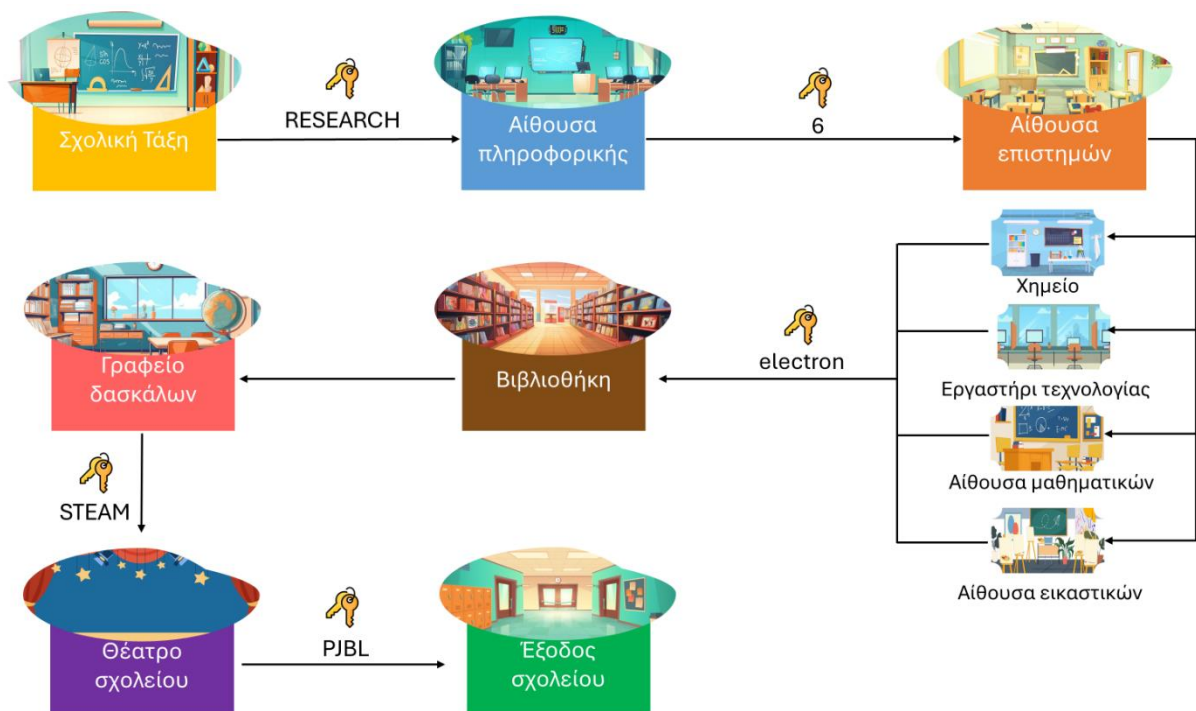 Σχολική Τάξη
RESEARCH
Αίθουσα
πληροφορικής
6
Αίθουσα
επιστημών
Χημείο
Εργαστήρι τεχνολογίας
Αίθουσα μαθηματικών
Αίθουσα εικαστικών
electron
Βιβλιοθήκη
Γραφείο
δασκάλων
STEAM
Θέατρο
σχολείου
PJBL
Έξοδος
σχολείου